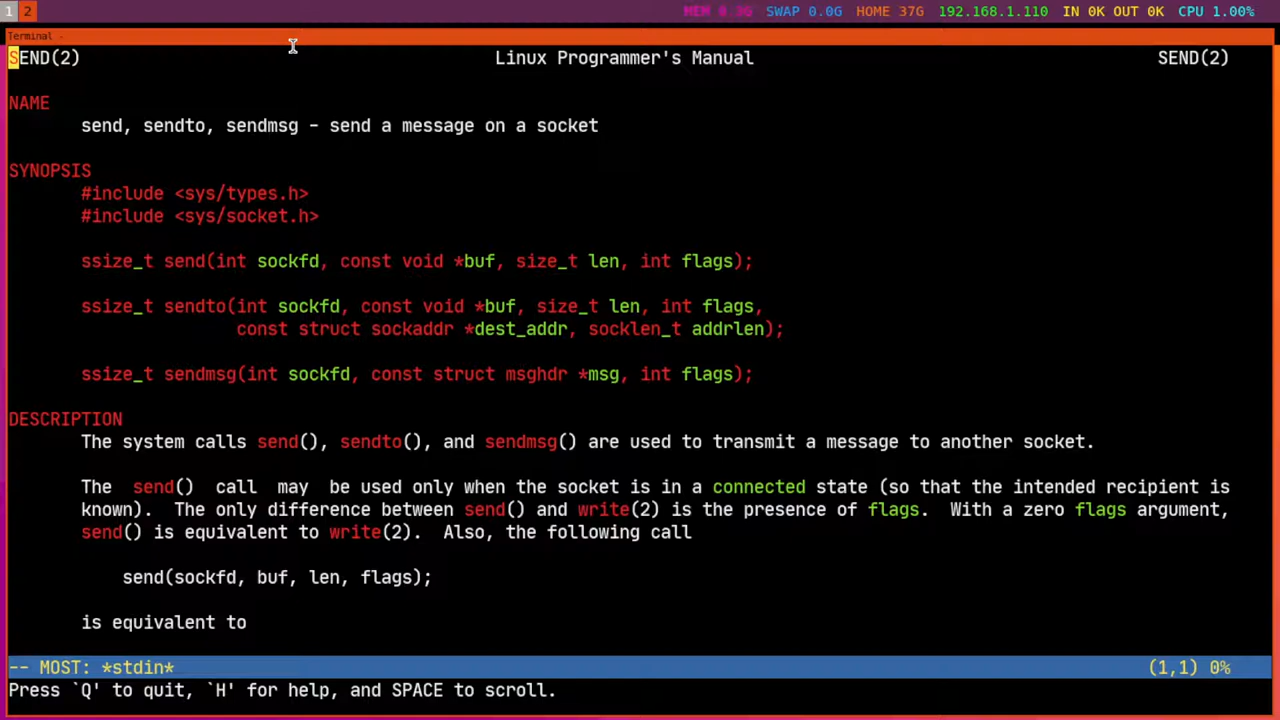 1 2 MEM 0.3G SWAP 0.0G HOME 37G 192.168.1.110 IN 0K OUT 0K CPU 1.00%
Terminal -
SEND(2) Linux Programmer's Manual SEND(2)
NAME
send, sendto, sendmsg - send a message on a socket
SYNOPSIS
#include <sys/types.h>
#include <sys/socket.h>
ssize_t send(int sockfd, const void *buf, size_t len, int flags);
ssize_t sendto(int sockfd, const void *buf, size_t len, int flags,
const struct sockaddr *dest_addr, socklen_t addrlen);
ssize_t sendmsg(int sockfd, const struct msghdr *msg, int flags);
DESCRIPTION
The system calls send(), sendto(), and sendmsg() are used to transmit a message to another socket.
The send() call may be used only when the socket is in a connected state (so that the intended recipient is
known). The only difference between send() and write(2) is the presence of flags. With a zero flags argument,
send() is equivalent to write(2). Also, the following call
send(sockfd, buf, len, flags);
is equivalent to
-- MOST: *stdin* (1,1) 0%
Press `Q' to quit, `H' for help, and SPACE to scroll.